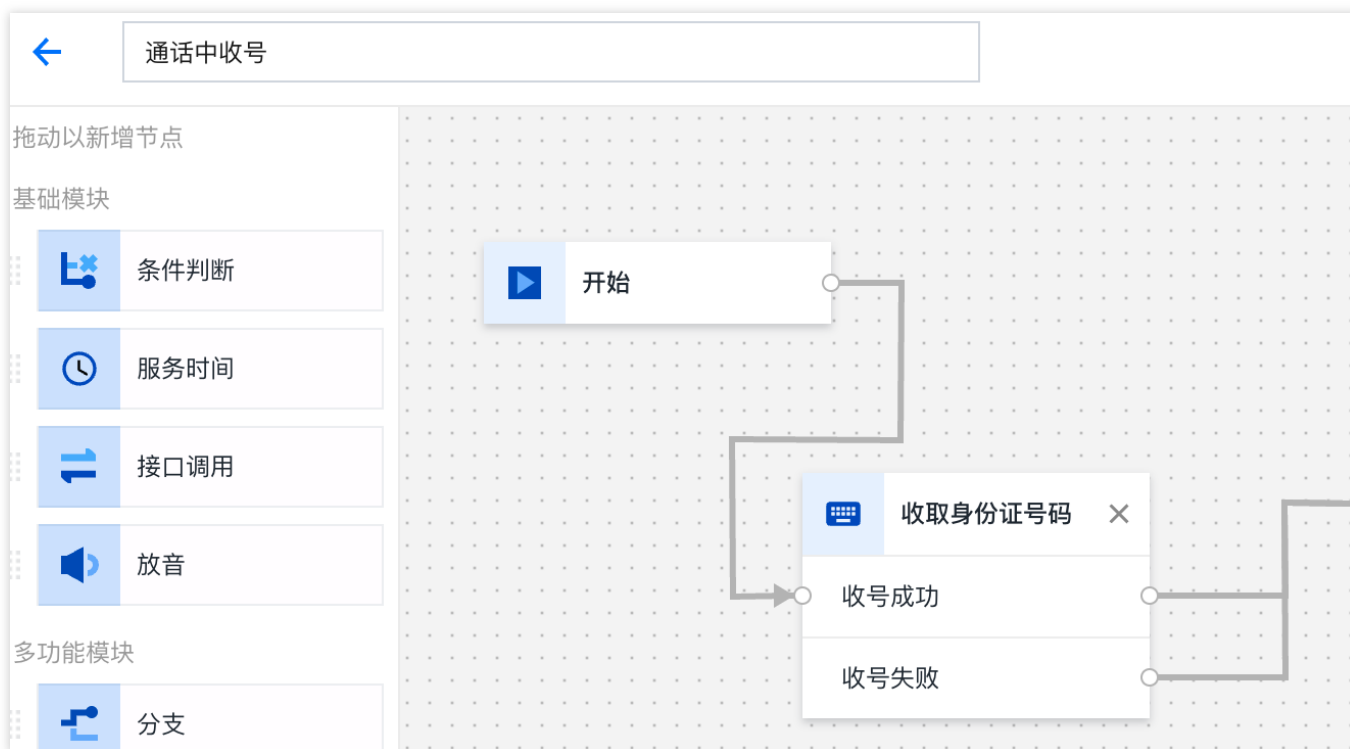 通话中收号
拖动以新增节点
基础模块
条件判断
服务时间
接口调用
放音
多功能模块
分支
开始
收取身份证号码
收号成功
收号失败